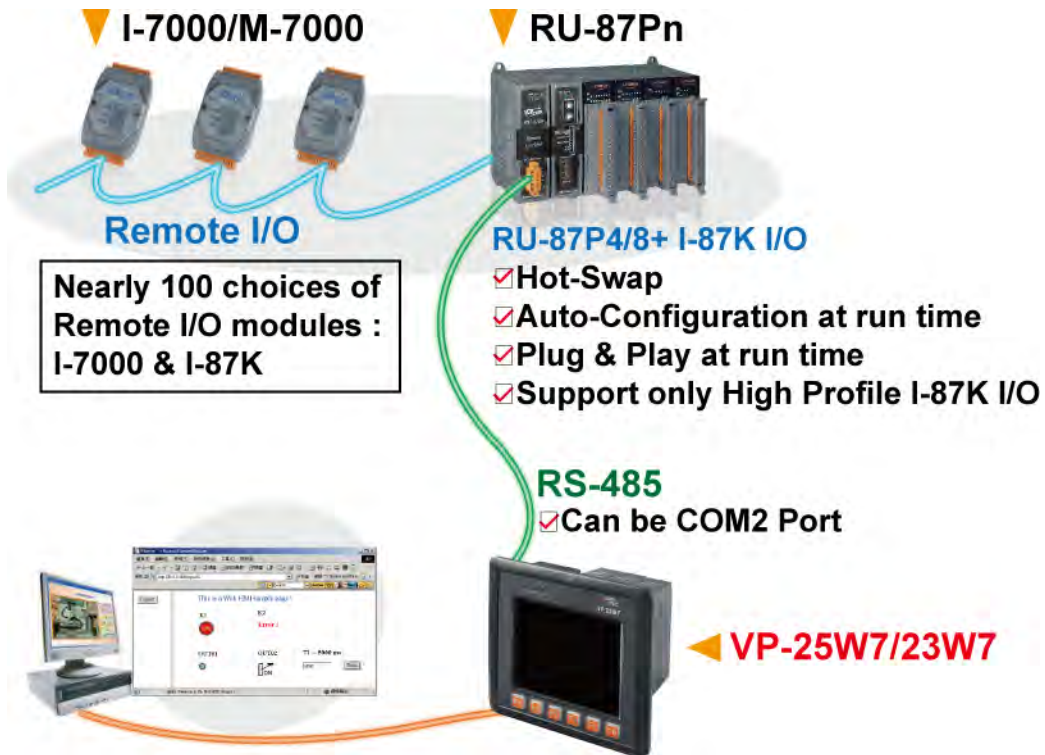 I-7000/M-7000
RU-87Pn
Remote I/O
Nearly 100 choices of
Remote I/O modules :
I-7000 & I-87K
RU-87P4/8+ I-87K I/O
Hot-Swap
Auto-Configuration at run time
Plug & Play at run time
Support only High Profile I-87K I/O
RS-485
Can be COM2 Port
VP-25W7/23W7